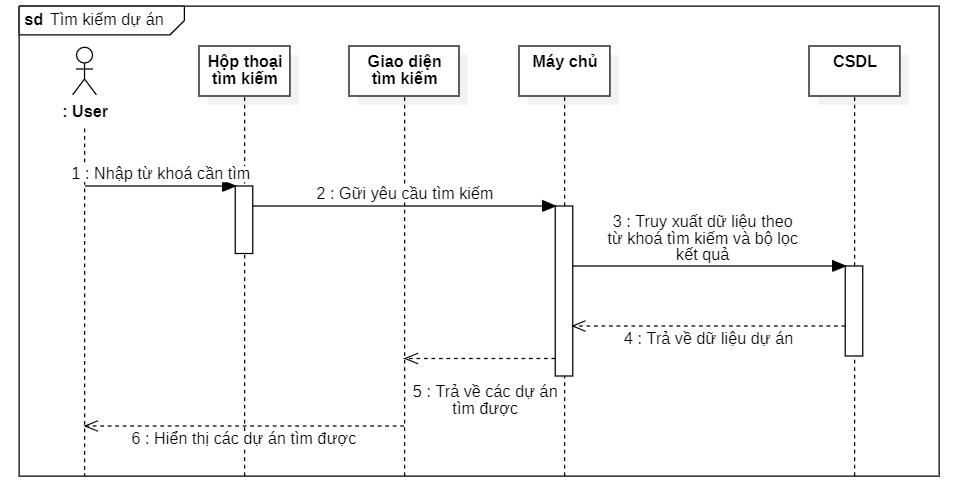 sd Tìm kiếm dự án
: User
Hộp thoại
tìm kiếm
Giao diện
tìm kiếm
Máy chủ
CSDL
1 : Nhập từ khoá cần tìm
2 : Gữi yêu cầu tìm kiếm
3 : Truy xuất dữ liệu theo
từ khoá tìm kiếm và bộ lọc
kết quả
4 : Trả về dữ liệu dự án
5 : Trả về các dự án
tìm được
6 : Hiển thị các dự án tìm được